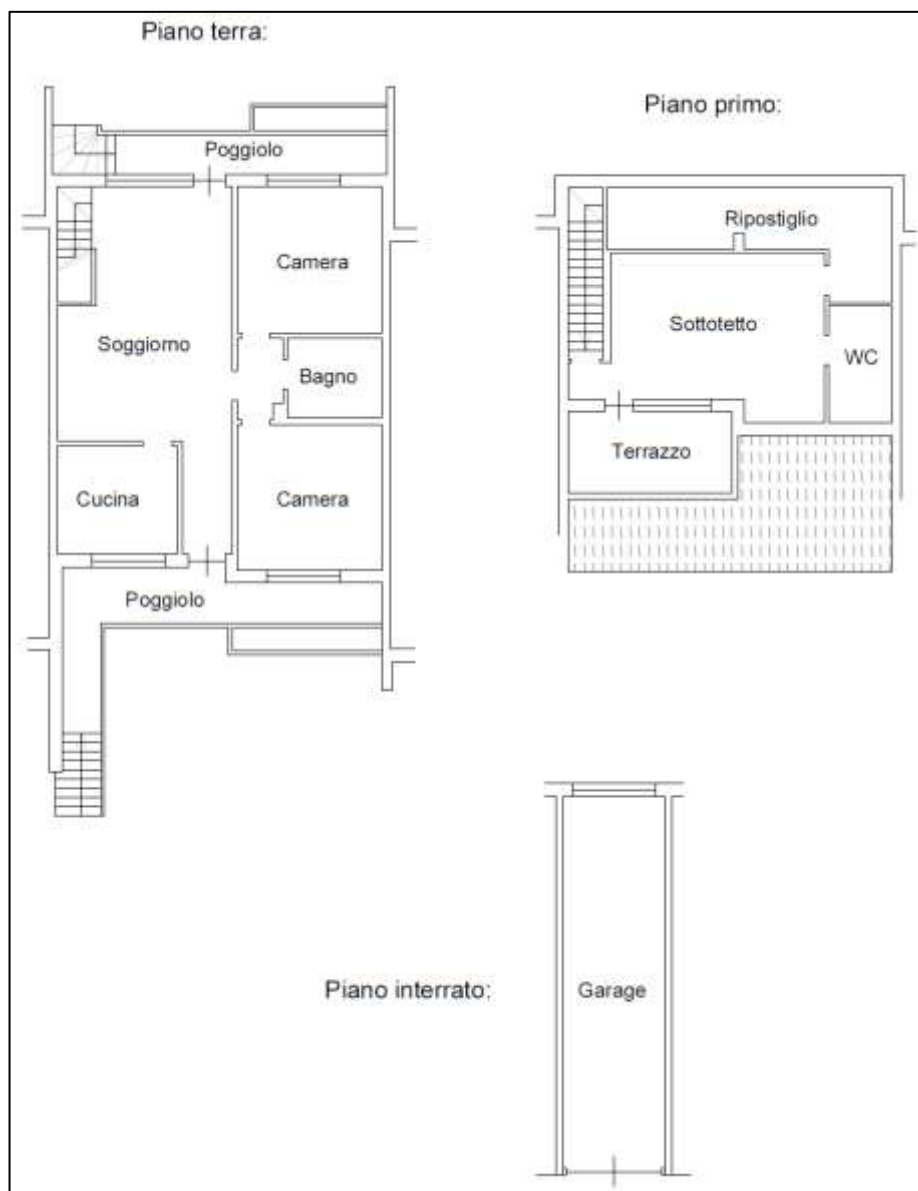 Piano terra:
Poggiolo
Camera
Soggiorno
Bagno
Cucina
Camera
Poggiolo
Piano primo:
Ripostiglio
Sottotetto
WC
Terrazzo
Piano interrato:
Garage